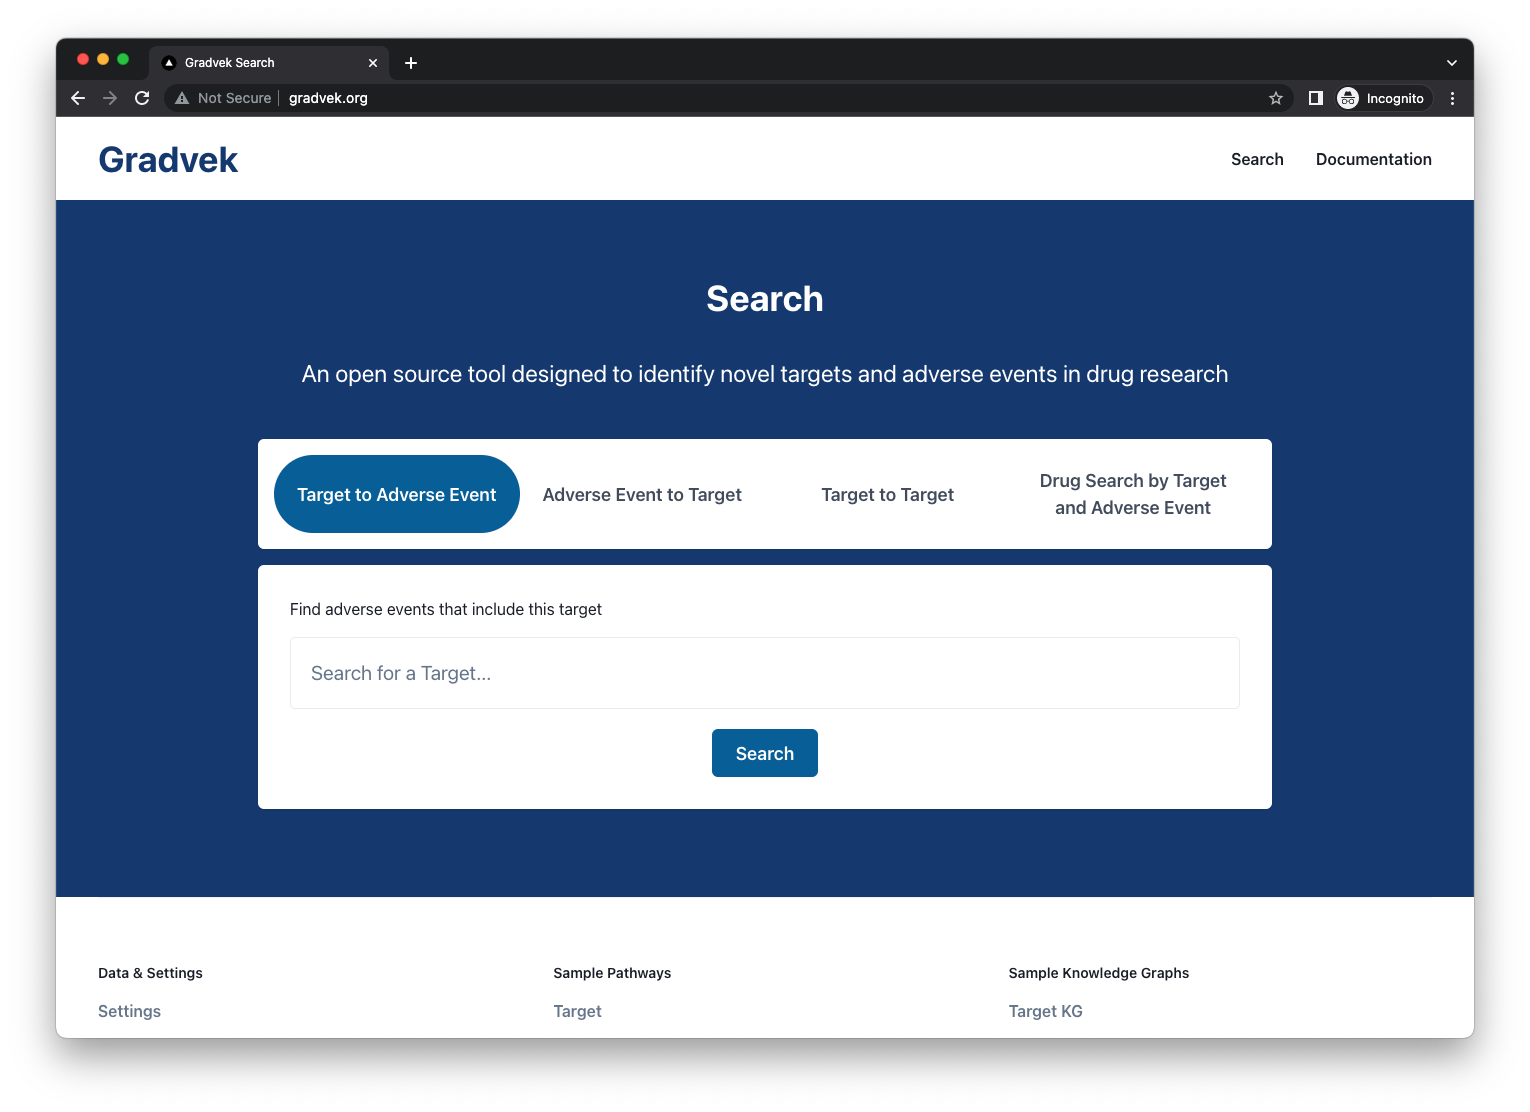 Gradvek Search
Not Secure
gradvek.org
Incognito
Gradvek
Search
Documentation
Search
An open source tool designed to identify novel targets and adverse events in drug research
Target to Adverse Event
Adverse Event to Target
Target to Target
Drug Search by Target
and Adverse Event
Find adverse events that include this target
Search for a Target...
Search
Data & Settings
Sample Pathways
Sample Knowledge Graphs
Settings
Target
Target KG